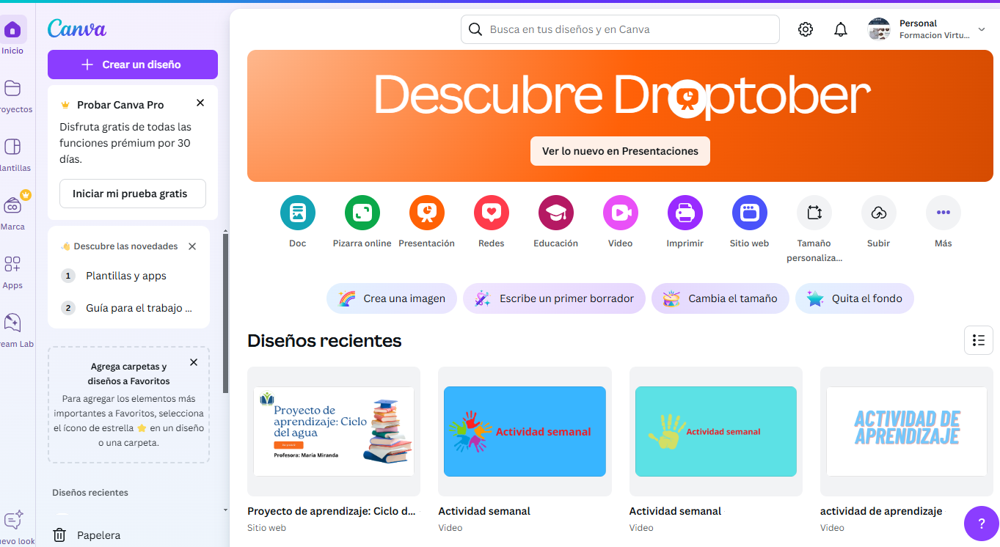 Inicio
royectos
lantillas
Marca
Apps
ream Lab
uevo look
Canva
Crear un diseño
Probar Canva Pro
Disfruta gratis de todas las
funciones prémium por 30
días.
Iniciar mi prueba gratis
Descubre las novedades
1 Plantillas y apps
2 Guía para el trabajo ...
Agrega carpetas y
diseños a Favoritos
Para agregar los elementos más
importantes a Favoritos, selecciona
el ícono de estrella ⭐ en un diseño
o una carpeta.
Diseños recientes
Papelera
Busca en tus diseños y en Canva
Personal
Formacion Virtu...
Descubre Droptober
Ver lo nuevo en Presentaciones
Doc
Pizarra online
Presentación
Redes
Educación
Video
Imprimir
Sitio web
Tamaño
personaliza...
Subir
Más
Crea una imagen
Escribe un primer borrador
Cambia el tamaño
Quita el fondo
Diseños recientes
Proyecto de
aprendizaje: Ciclo
del agua
Profesora: María Miranda
Proyecto de aprendizaje: Ciclo d...
Sitio web
Actividad semanal
Actividad semanal
Video
Actividad semanal
Actividad semanal
Video
ACTIVIDAD DE
APRENDIZAJE
actividad de aprendizaje
Video
?